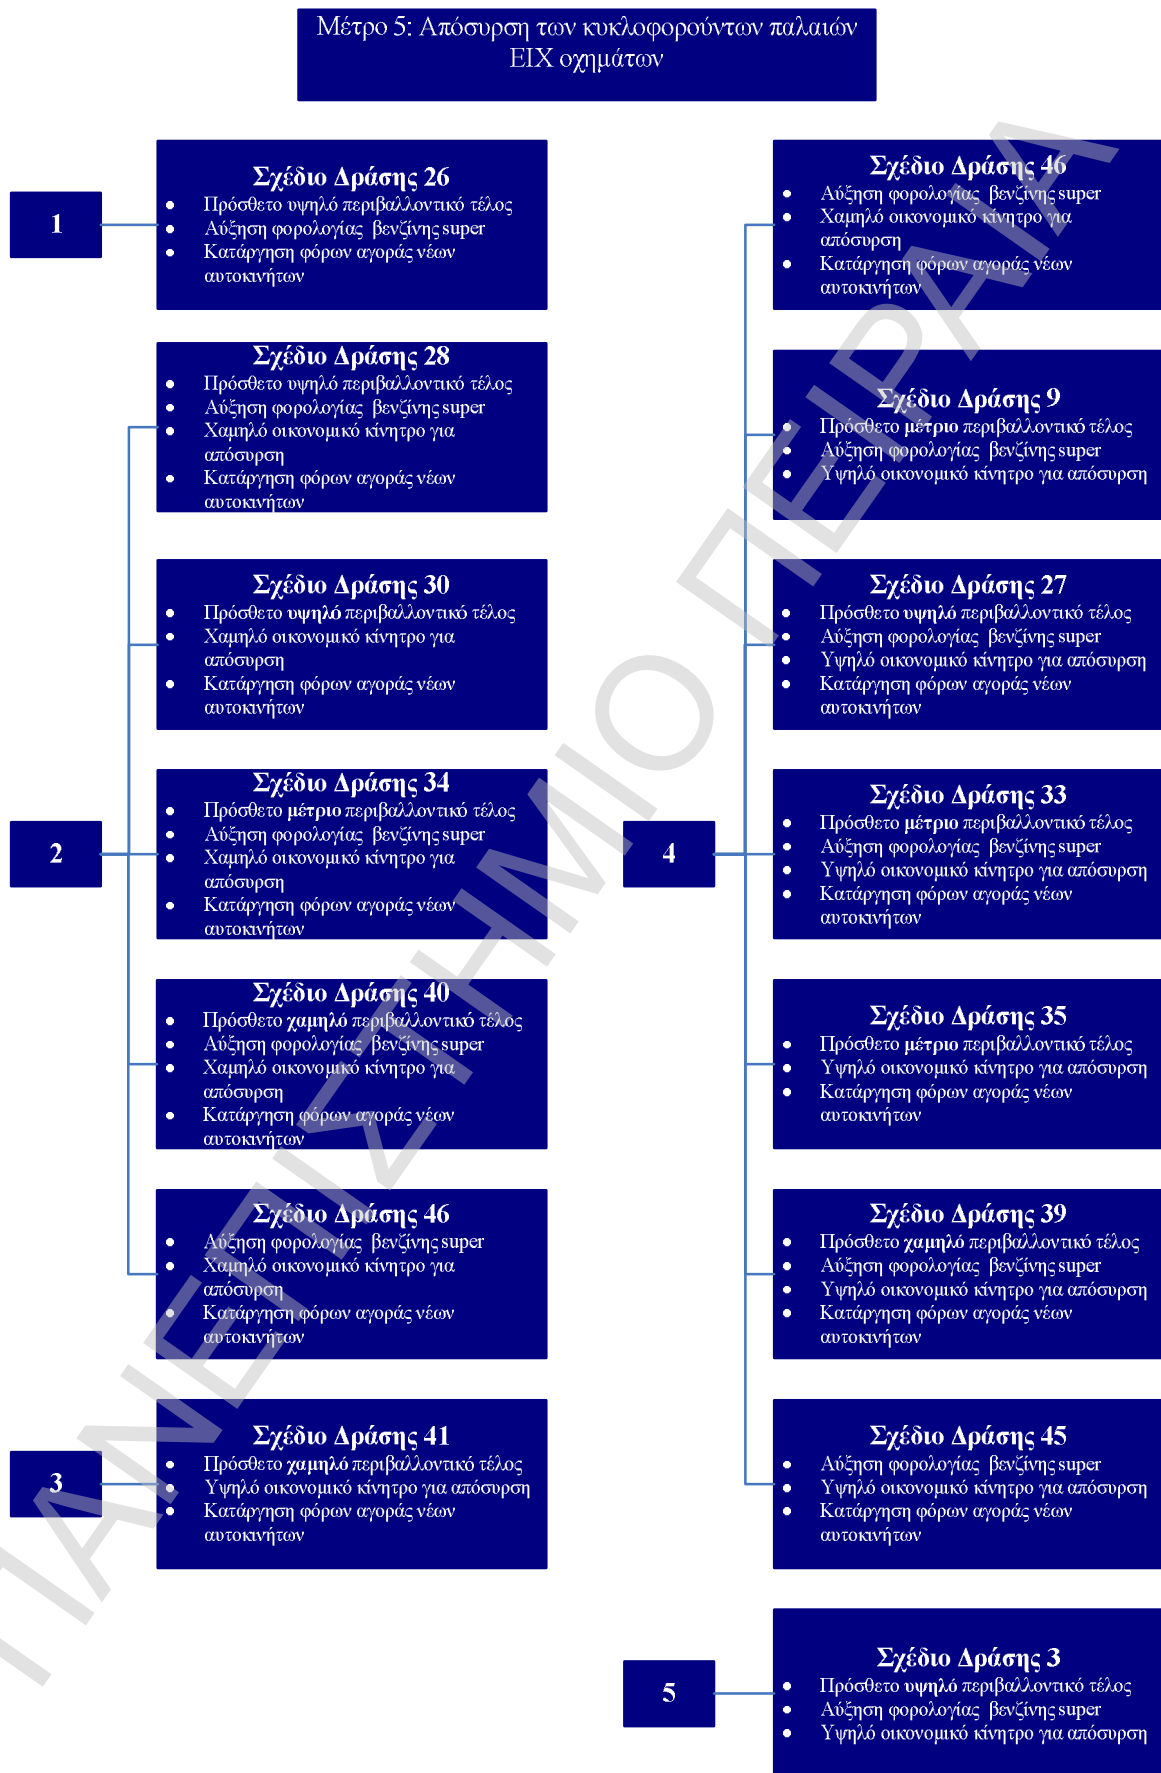 Μέτρο 5: Απόσυρση των κυκλοφορούντων παλαιών
ΕΙΧ οχημάτων
1
Σχέδιο Δράσης 26
• Πρόσθετο υψηλό περιβαλλοντικό τέλος
• Αύξηση φορολογίας βενζίνης super
• Κατάργηση φόρων αγοράς νέων
αυτοκινήτων
2
Σχέδιο Δράσης 28
• Πρόσθετο υψηλό περιβαλλοντικό τέλος
• Αύξηση φορολογίας βενζίνης super
• Χαμηλό οικονομικό κίνητρο για
απόσυρση
• Κατάργηση φόρων αγοράς νέων
αυτοκινήτων
Σχέδιο Δράσης 30
• Πρόσθετο υψηλό περιβαλλοντικό τέλος
• Χαμηλό οικονομικό κίνητρο για
απόσυρση
• Κατάργηση φόρων αγοράς νέων
αυτοκινήτων
Σχέδιο Δράσης 34
• Πρόσθετο μέτριο περιβαλλοντικό τέλος
• Αύξηση φορολογίας βενζίνης super
• Χαμηλό οικονομικό κίνητρο για
απόσυρση
• Κατάργηση φόρων αγοράς νέων
αυτοκινήτων
Σχέδιο Δράσης 40
• Πρόσθετο χαμηλό περιβαλλοντικό τέλος
• Αύξηση φορολογίας βενζίνης super
• Χαμηλό οικονομικό κίνητρο για
απόσυρση
• Κατάργηση φόρων αγοράς νέων
αυτοκινήτων
Σχέδιο Δράσης 46
• Αύξηση φορολογίας βενζίνης super
• Χαμηλό οικονομικό κίνητρο για
απόσυρση
• Κατάργηση φόρων αγοράς νέων
αυτοκινήτων
3
Σχέδιο Δράσης 41
• Πρόσθετο χαμηλό περιβαλλοντικό τέλος
• Υψηλό οικονομικό κίνητρο για απόσυρση
• Κατάργηση φόρων αγοράς νέων
αυτοκινήτων
4
Σχέδιο Δράσης 46
• Αύξηση φορολογίας βενζίνης super
• Χαμηλό οικονομικό κίνητρο για
απόσυρση
• Κατάργηση φόρων αγοράς νέων
αυτοκινήτων
Σχέδιο Δράσης 9
• Πρόσθετο μέτριο περιβαλλοντικό τέλος
• Αύξηση φορολογίας βενζίνης super
• Υψηλό οικονομικό κίνητρο για απόσυρση
Σχέδιο Δράσης 27
• Πρόσθετο υψηλό περιβαλλοντικό τέλος
• Αύξηση φορολογίας βενζίνης super
• Υψηλό οικονομικό κίνητρο για απόσυρση
• Κατάργηση φόρων αγοράς νέων
αυτοκινήτων
Σχέδιο Δράσης 33
• Πρόσθετο μέτριο περιβαλλοντικό τέλος
• Αύξηση φορολογίας βενζίνης super
• Υψηλό οικονομικό κίνητρο για απόσυρση
• Κατάργηση φόρων αγοράς νέων
αυτοκινήτων
Σχέδιο Δράσης 35
• Πρόσθετο μέτριο περιβαλλοντικό τέλος
• Υψηλό οικονομικό κίνητρο για απόσυρση
• Κατάργηση φόρων αγοράς νέων
αυτοκινήτων
Σχέδιο Δράσης 39
• Πρόσθετο χαμηλό περιβαλλοντικό τέλος
• Αύξηση φορολογίας βενζίνης super
• Υψηλό οικονομικό κίνητρο για απόσυρση
• Κατάργηση φόρων αγοράς νέων
αυτοκινήτων
Σχέδιο Δράσης 45
• Αύξηση φορολογίας βενζίνης super
• Υψηλό οικονομικό κίνητρο για απόσυρση
• Κατάργηση φόρων αγοράς νέων
αυτοκινήτων
5
Σχέδιο Δράσης 3
• Πρόσθετο υψηλό περιβαλλοντικό τέλος
• Αύξηση φορολογίας βενζίνης super
• Υψηλό οικονομικό κίνητρο για απόσυρση
ΠΑΝΕΠΙΣΤΗΜΙΟ ΠΕΙΡΑΙΑ